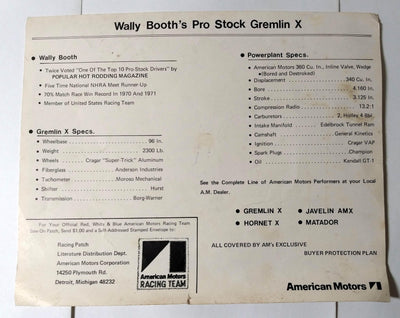 Wally Booth's Pro Stock Gremlin X
• Wally Booth
• Twice Voted "One Of The Top 10 Pro-Stock Drivers" by
POPULAR HOT RODDING MAGAZINE
• Five Time National NHRA Meet Runner Up
• 70% Match Race Win Record In 1970 And 1971
• Member of United States Racing Team
• Gremlin X Specs.
• Wheelbase 96 in.
• Weight 2300 Lb.
• Wheels Cragar "Super-Trick" Aluminum
• Fiberglass Anderson Industries
• Tachometer Moroso Mechanical
• Shifter Hurst
• Transmission Borg-Warner
For Your Official Red, White & Blue American Motors Racing Team
Sew-On Patch, Send $1.00 and a Self-Addressed Stamped Envelope to:
Racing Patch
Literature Distribution Dept.
American Motors Corporation
14250 Plymouth Rd.
Detroit, Michigan 48232
American Motors
RACING TEAM
• Powerplant Specs.
• American Motors 360 Cu. In., Inline Valve, Wedge
•(Bored and Destroked)
• Displacement 340 Cu. In.
• Bore 4.160 In.
• Stroke 3.125 In.
• Compression Ratio 13.2:1
• Carburetors 2, Holley 4 Bbl.
• Intake Manifold Edelbrock Tunnel Ram
• Camshaft General Kinetics
• Ignition Cragar VAP
• Spark Plugs Champion
• Oil Kendall GT-1
See the Complete Line of American Motors Performers at your Local
A.M. Dealer.
• GREMLIN X • JAVELIN AMX
• HORNET X • MATADOR
ALL COVERED BY AM's EXCLUSIVE
BUYER PROTECTION PLAN
American Motors